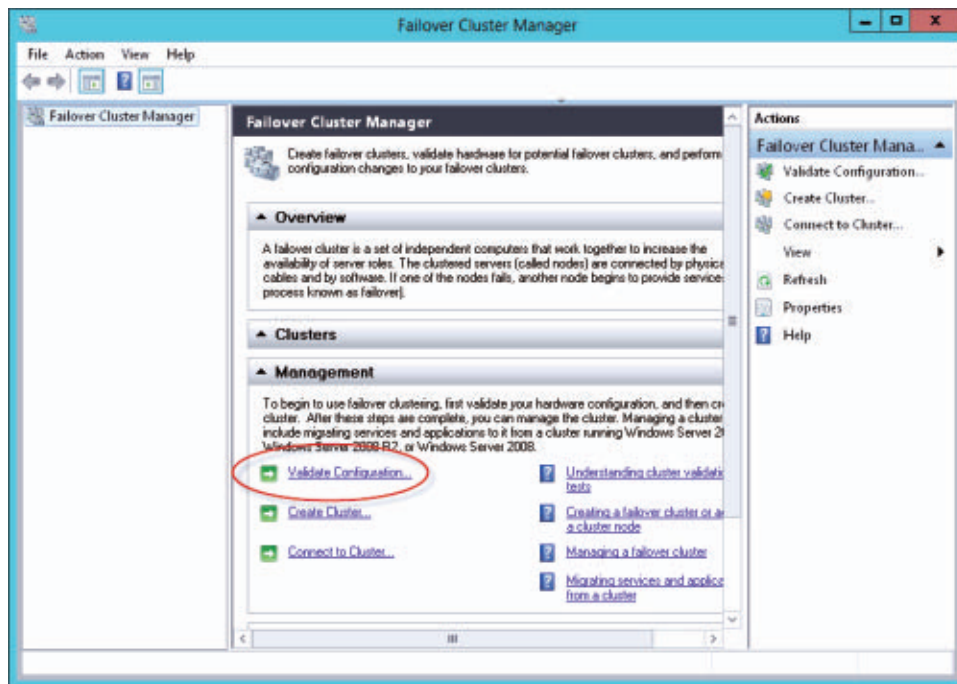 Failover Cluster Manager
File Action View Help
Failover Cluster Manager
Failover Cluster Manager
Create failover clusters, validate hardware for potential failover clusters, and perform
configuration changes to your failover clusters.
Overview
A failover cluster is a set of independent computers that work together to increase the
availability of server roles. The clustered servers (called nodes) are connected by physica
cables and by software. If one of the nodes fails, another node begins to provide service
process known as failover).
Clusters
Management
To begin to use failover clustering, first validate your hardware configuration, and then cre
cluster. After these steps are complete, you can manage the cluster. Managing a cluster
include migrating services and applications to it from a cluster running Windows Server 2
Windows Server 2008 R2, or Windows Server 2008.
Validate Configuration...
Create Cluster...
Connect to Cluster...
Understanding cluster validatio
tests
Creating a failover cluster or a
a cluster node
Managing a failover cluster
Migrating services and applica
from a cluster
Actions
Failover Cluster Mana...
Validate Configuration...
Create Cluster...
Connect to Cluster...
View
Refresh
Properties
Help